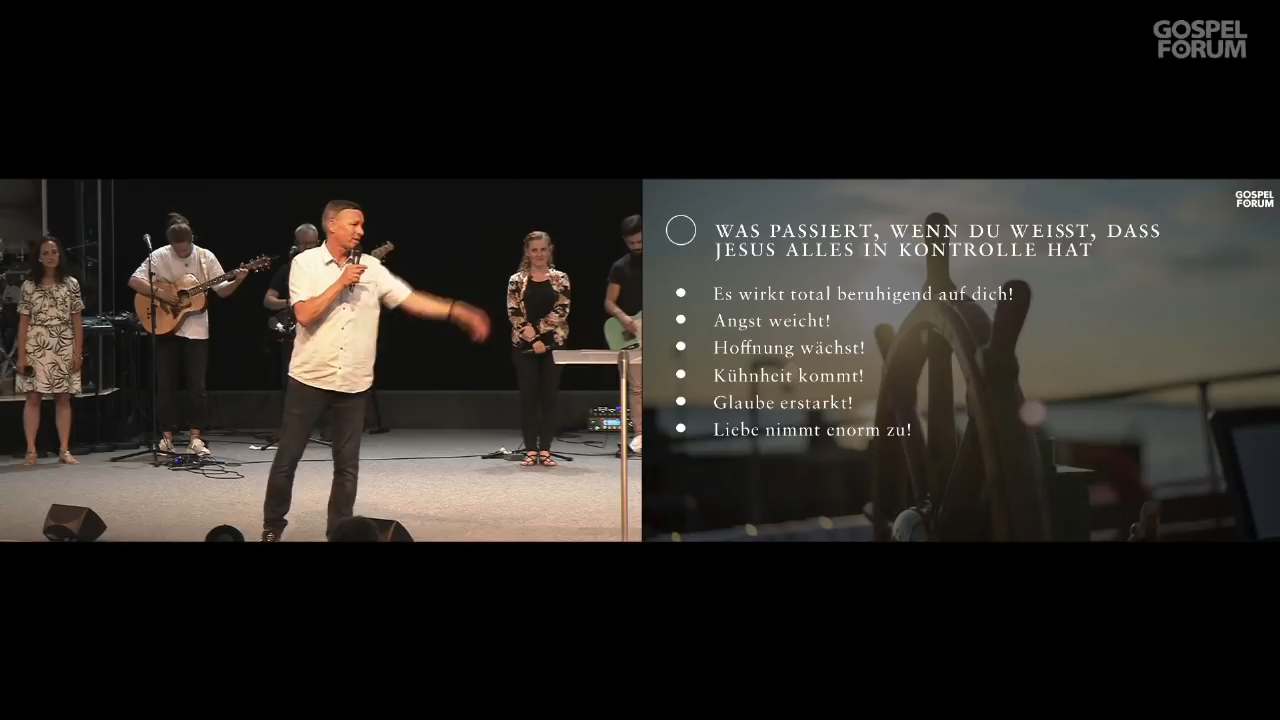 GOSPEL
FORUM
GOSPEL
FORUM
WAS PASSIERT, WENN DU WEISST, DASS
JESUS ALLES IN KONTROLLE HAT
• Es wirkt total beruhigend auf dich!
• Angst weicht!
• Hoffnung wächst!
• Kühnheit kommt!
• Glaube erstarkt!
• Liebe nimmt enorm zu!